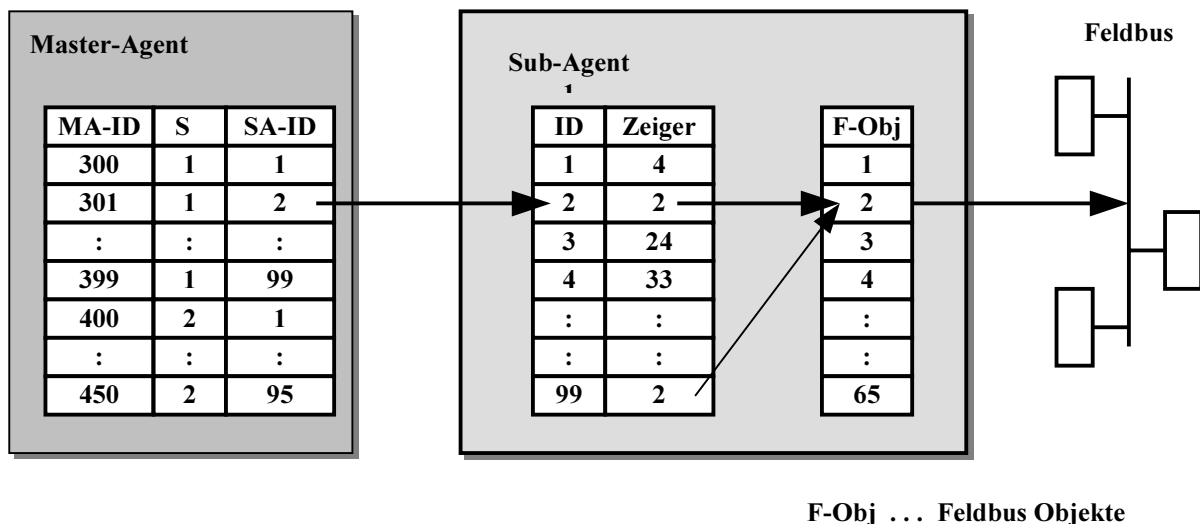 Master-Agent
MA-ID S SA-ID
300 1 1
301 1 2
: : :
399 1 99
400 2 1
: : :
450 2 95
Sub-Agent
1
ID Zeiger
1 4
2 2
3 24
4 33
: :
: :
99 2
F-Obj
1
2
3
4
:
:
65
Feldbus
F-Obj . . . Feldbus Objekte